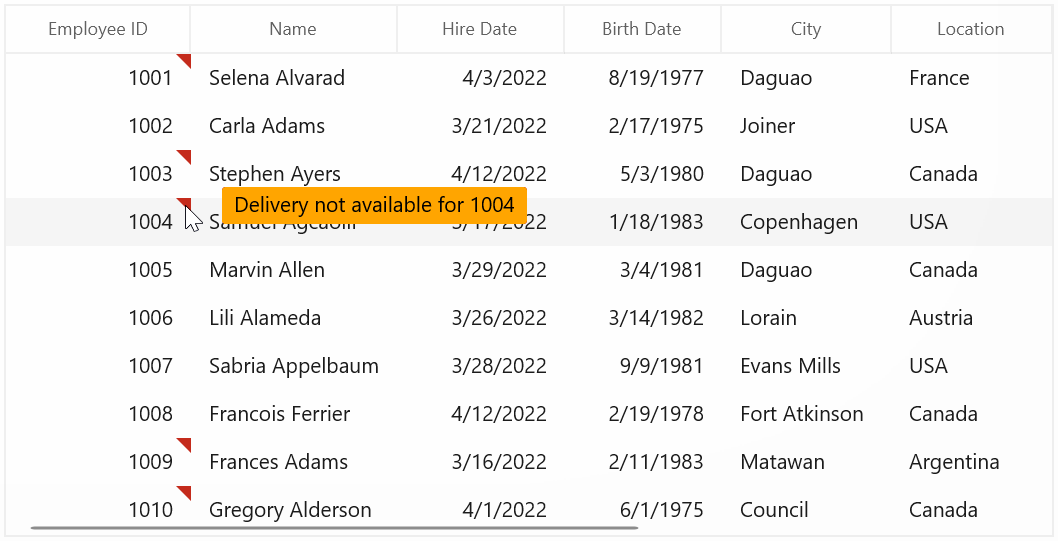 Employee ID Name Hire Date Birth Date City Location
1001 Selena Alvarad 4/3/2022 8/19/1977 Daguao France
1002 Carla Adams 3/21/2022 2/17/1975 Joiner USA
1003 Stephen Ayers 4/12/2022 5/3/1980 Daguao Canada
Delivery not available for 1004
1004 1/18/1983 Copenhagen USA
1005 Marvin Allen 3/29/2022 3/4/1981 Daguao Canada
1006 Lili Alameda 3/26/2022 3/14/1982 Lorain Austria
1007 Sabria Appelbaum 3/28/2022 9/9/1981 Evans Mills USA
1008 Francois Ferrier 4/12/2022 2/19/1978 Fort Atkinson Canada
1009 Frances Adams 3/16/2022 2/11/1983 Matawan Argentina
1010 Gregory Alderson 4/1/2022 6/1/1975 Council Canada